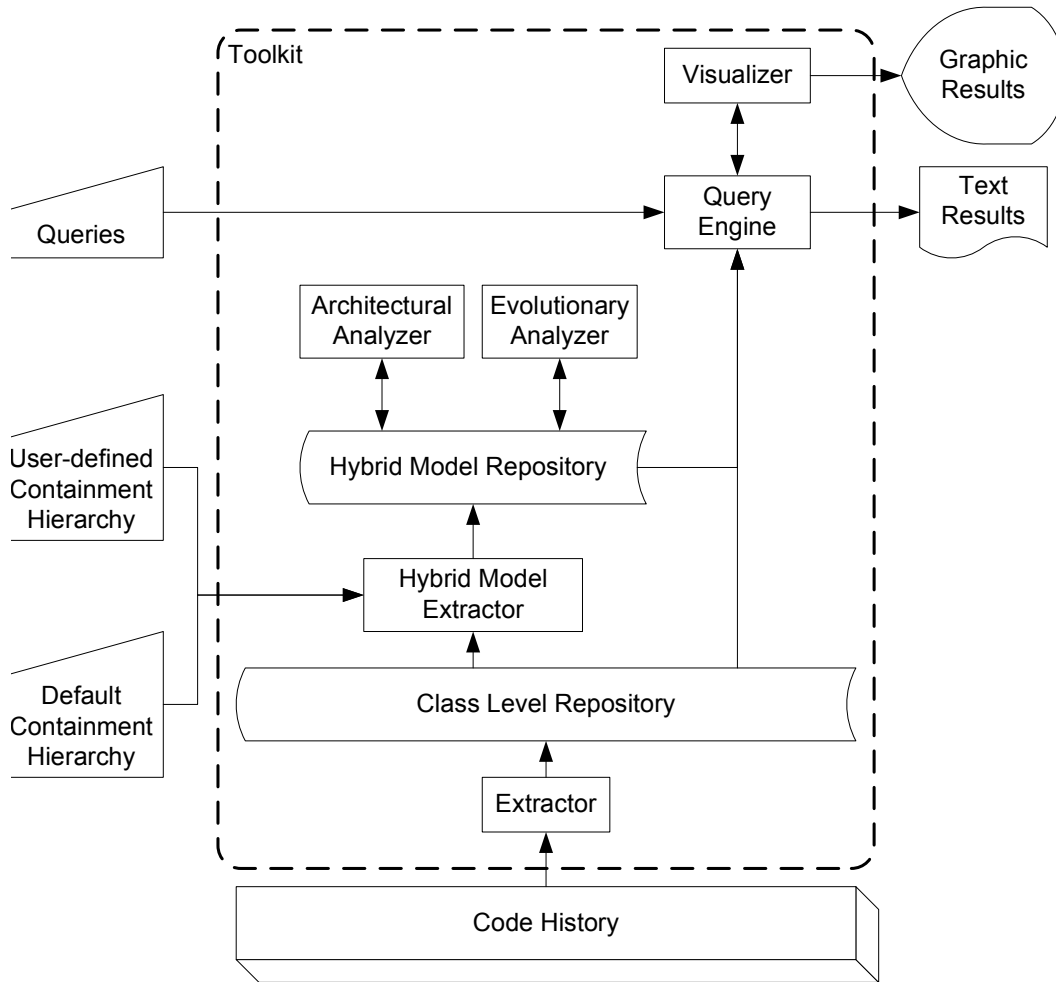 Toolkit
Visualizer
Graphic
Results
Queries
Query
Engine
Text
Results
Architectural
Analyzer
Evolutionary
Analyzer
User-defined
Containment
Hierarchy
Hybrid Model Repository
Hybrid Model
Extractor
Default
Containment
Hierarchy
Class Level Repository
Extractor
Code History